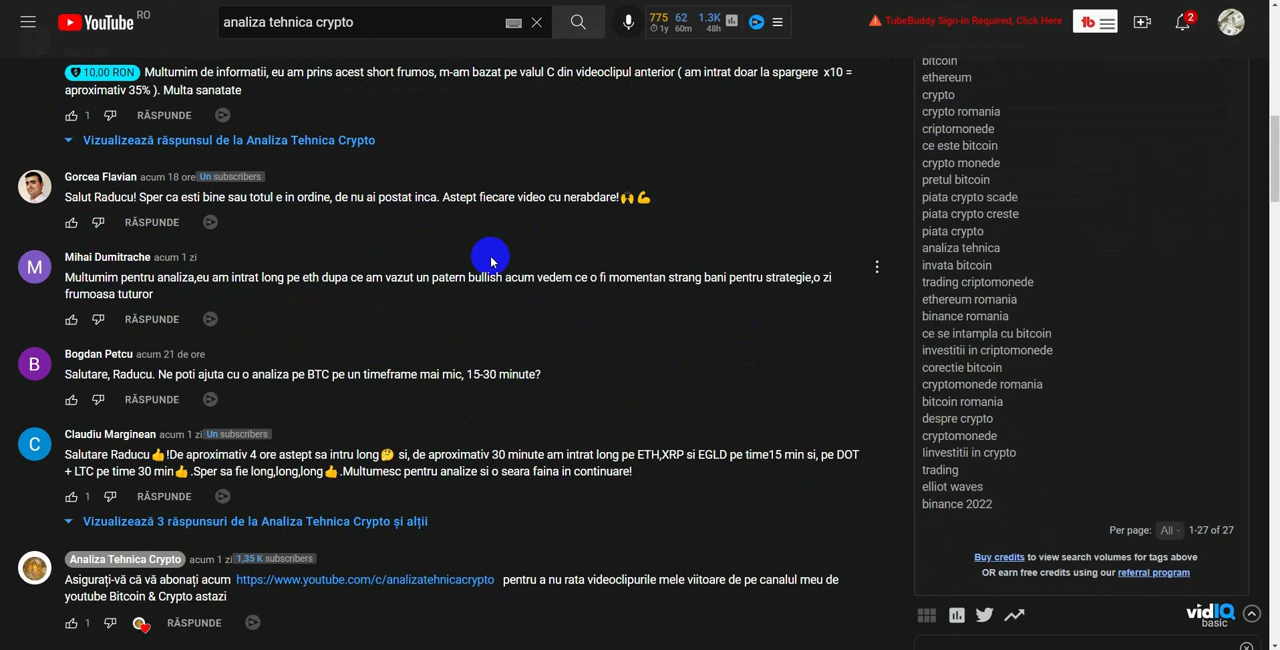 YouTube RO
analiza tehnica crypto
775 62 1.3K
1y 60m 48h
TubeBuddy Sign-in Required, Click Here
tb
2
10,00 RON Multumim de informatii, eu am prins acest short frumos, m-am bazat pe valul C din videoclipul anterior ( am intrat doar la spargere x10 =
aproximativ 35% ). Multa sanatate
1 RĂSPUNDE
Vizualizează răspunsul de la Analiza Tehnica Crypto
Gorcea Flavian acum 18 ore Un subscribers
Salut Raducu! Sper ca esti bine sau totul e in ordine, de nu ai postat inca. Astept fiecare video cu nerabdare!🙌 💪
RĂSPUNDE
M
Mihai Dumitrache acum 1 zi
Multumim pentru analiza,eu am intrat long pe eth dupa ce am vazut un patern bullish acum vedem ce o fi momentan strang bani pentru strategie,o zi
frumoasa tuturor
RĂSPUNDE
B
Bogdan Petcu acum 21 de ore
Salutare, Raducu. Ne poti ajuta cu o analiza pe BTC pe un timeframe mai mic, 15-30 minute?
RĂSPUNDE
C
Claudiu Marginean acum 1 zi Un subscribers
Salutare Raducu👍!De aproximativ 4 ore astept sa intru long🤔 si, de aproximativ 30 minute am intrat long pe ETH,XRP si EGLD pe time15 min si, pe DOT
+ LTC pe time 30 min👍.Sper sa fie long,long,long👍.Multumesc pentru analize si o seara faina in continuare!
1 RĂSPUNDE
Vizualizează 3 răspunsuri de la Analiza Tehnica Crypto și alții
Analiza Tehnica Crypto acum 1 zi 1,35 K subscribers
Asigurați-vă că vă abonați acum https://www.youtube.com/c/analizatehnicacrypto pentru a nu rata videoclipurile mele viitoare de pe canalul meu de
youtube Bitcoin & Crypto astazi
1 RĂSPUNDE
bitcoin
ethereum
crypto
crypto romania
criptomonede
ce este bitcoin
crypto monede
pretul bitcoin
piata crypto scade
piata crypto creste
piata crypto
analiza tehnica
invata bitcoin
trading criptomonede
ethereum romania
binance romania
ce se intampla cu bitcoin
investitii in criptomonede
corectie bitcoin
cryptomonede romania
bitcoin romania
despre crypto
cryptomonede
Iinvestitii in crypto
trading
elliot waves
binance 2022
Per page: All 1-27 of 27
Buy credits to view search volumes for tags above
OR earn free credits using our referral program
vidIQ
basic